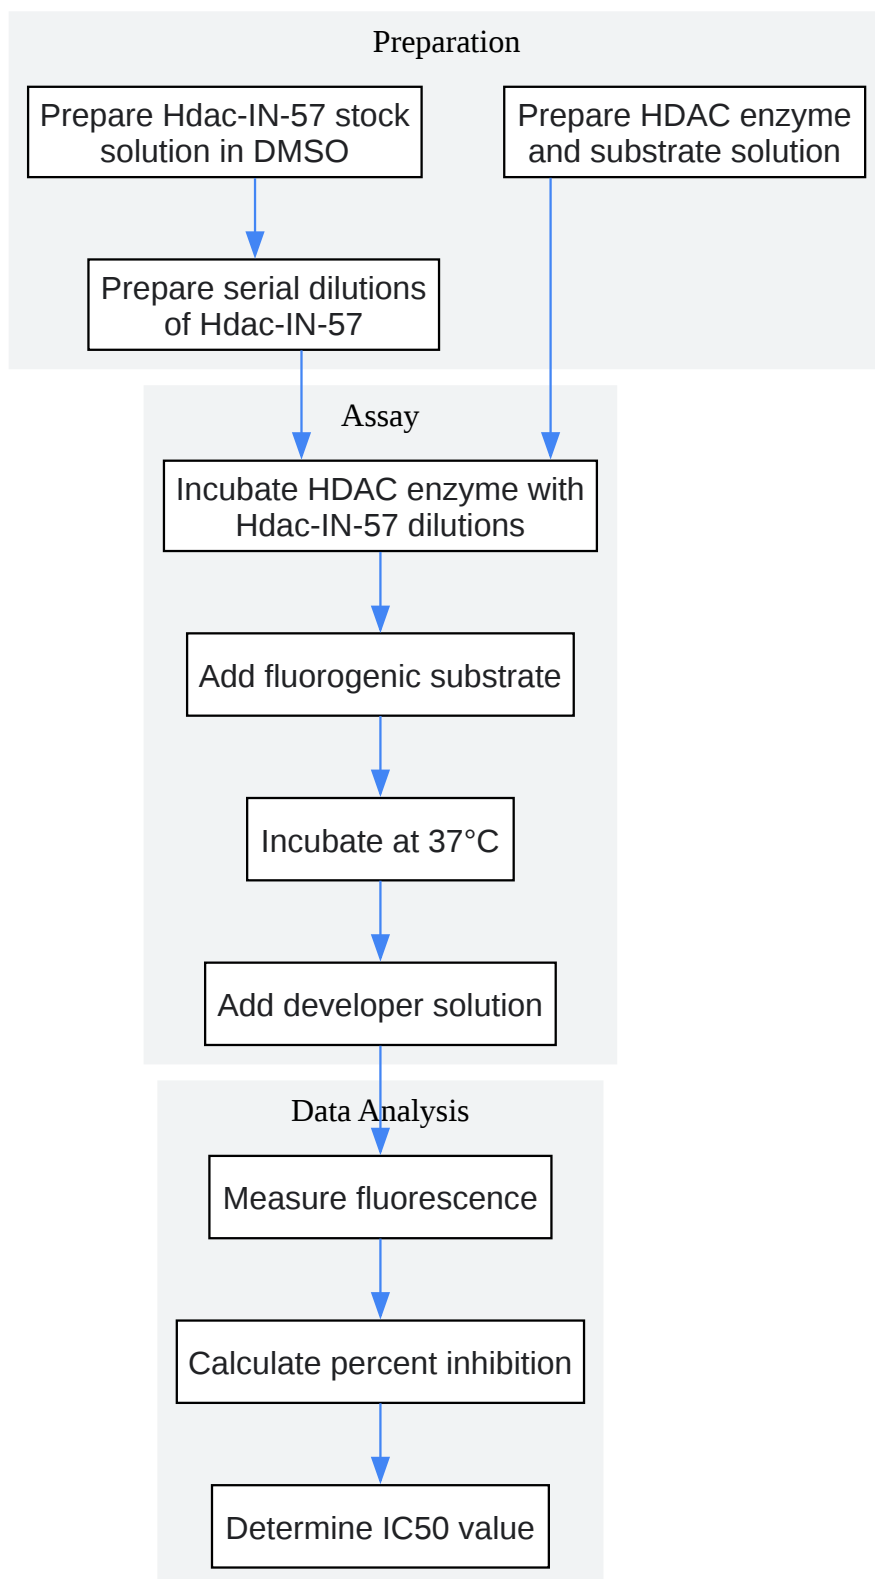 Preparation
Prepare Hdac-IN-57 stock
solution in DMSO
Prepare HDAC enzyme
and substrate solution
Prepare serial dilutions
of Hdac-IN-57
Assay
Incubate HDAC enzyme with
Hdac-IN-57 dilutions
Add fluorogenic substrate
Incubate at 37°C
Add developer solution
Data Analysis
Measure fluorescence
Calculate percent inhibition
Determine IC50 value